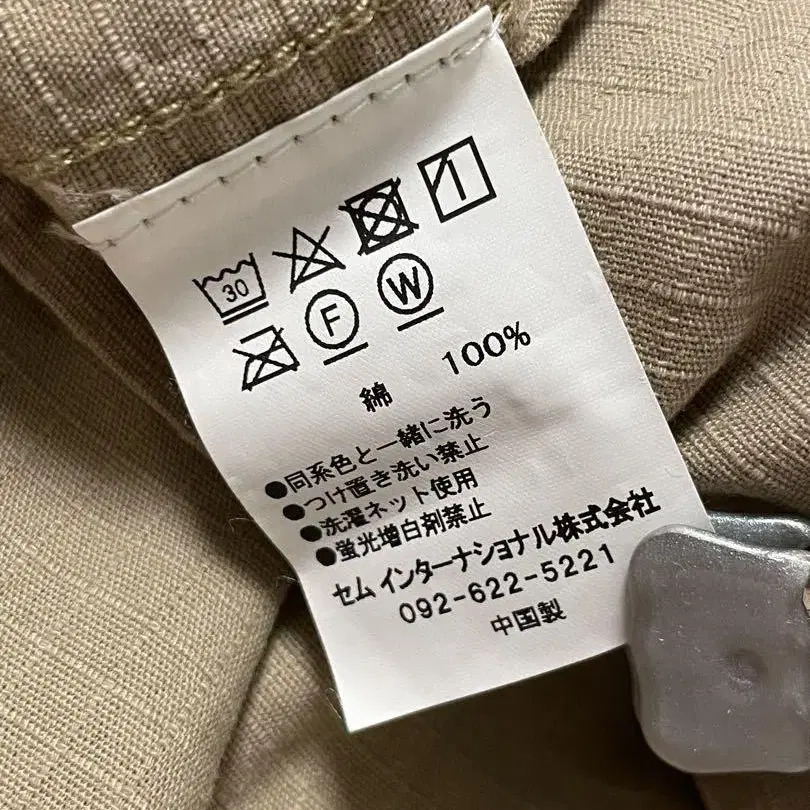 30
F W
綿 100%
●同系色と一緒に洗う
●つけ置き洗い禁止
●洗濯ネット使用
●蛍光増白剤禁止
セム インターナショナル株式会社
092-622-5221
中国製